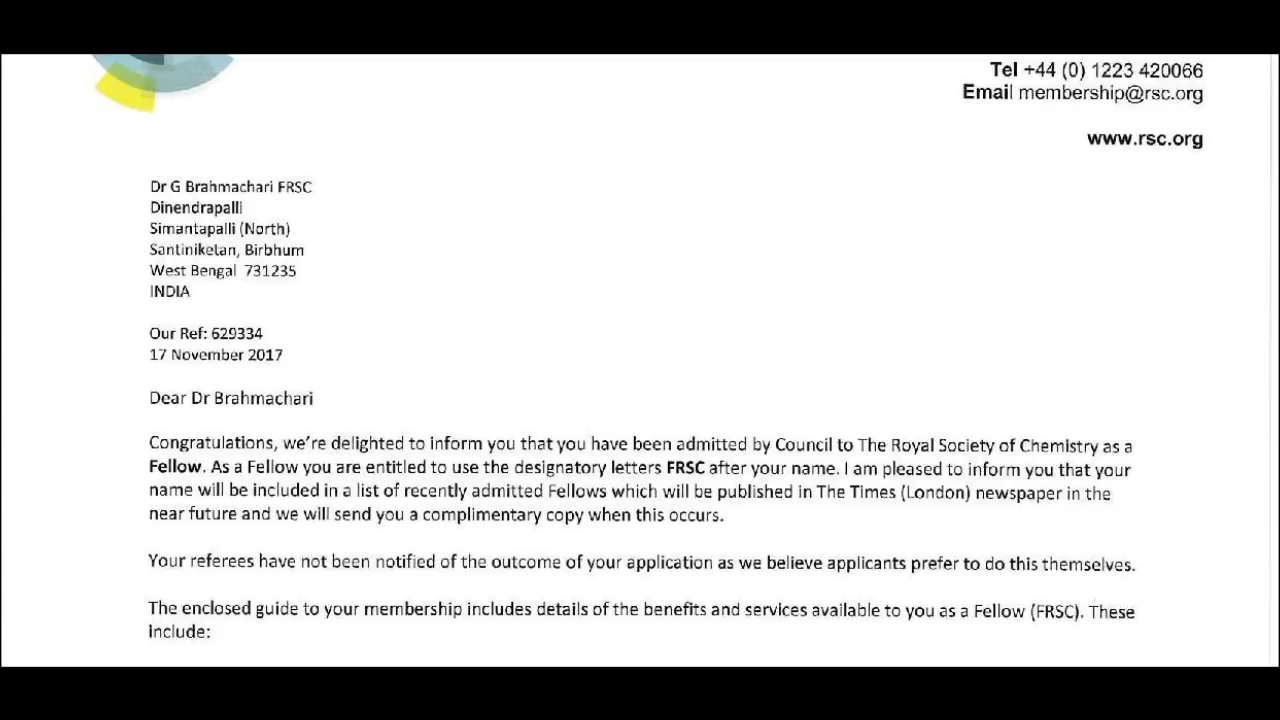 Tel +44 (0) 1223 420066
Email membership@rsc.org
www.rsc.org
Dr G Brahmachari FRSC
Dinendrapalli
Simantapalli (North)
Santiniketan, Birbhum
West Bengal 731235
INDIA
Our Ref: 629334
17 November 2017
Dear Dr Brahmachari
Congratulations, we're delighted to inform you that you have been admitted by Council to The Royal Society of Chemistry as a
Fellow. As a Fellow you are entitled to use the designatory letters FRSC after your name. I am pleased to inform you that your
name will be included in a list of recently admitted Fellows which will be published in The Times (London) newspaper in the
near future and we will send you a complimentary copy when this occurs.
Your referees have not been notified of the outcome of your application as we believe applicants prefer to do this themselves.
The enclosed guide to your membership includes details of the benefits and services available to you as a Fellow (FRSC). These
include: